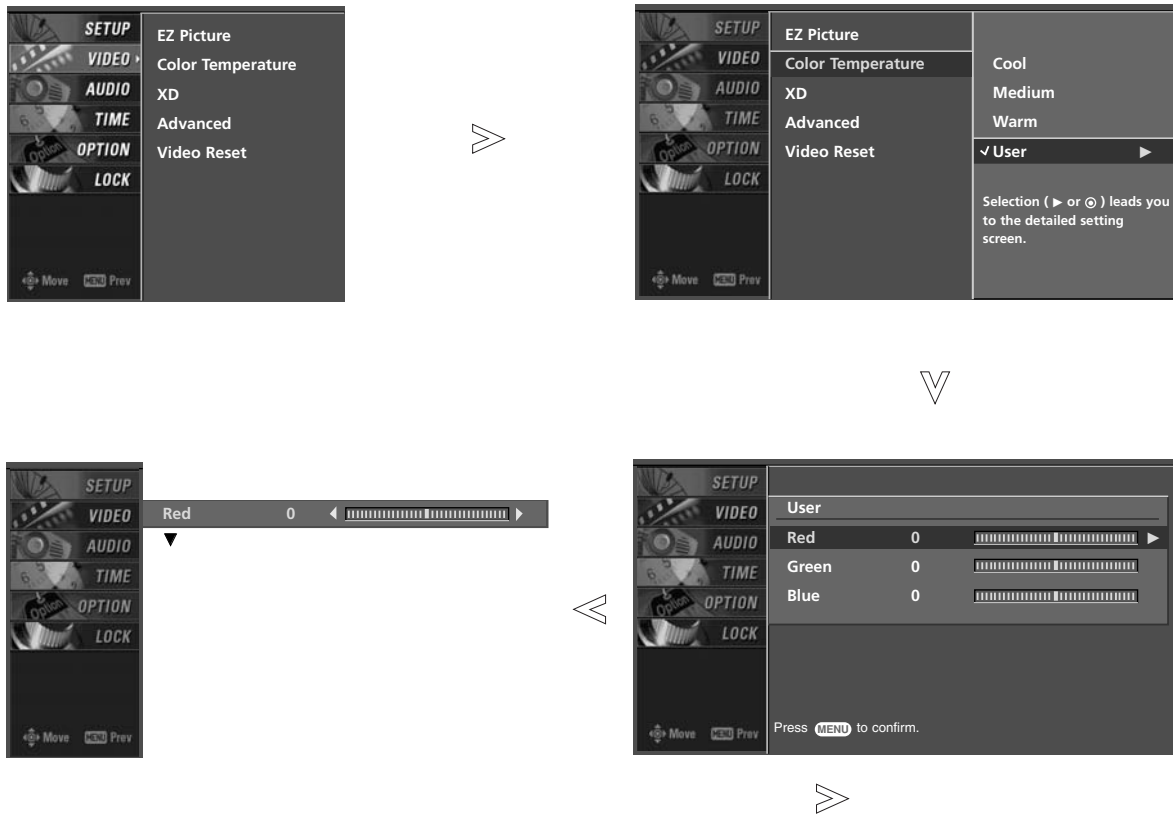 SETUP
VIDEO
AUDIO
TIME
OPTION
LOCK
Move MENU Prev
EZ Picture
Color Temperature
XD
Advanced
Video Reset
SETUP
VIDEO
AUDIO
TIME
OPTION
LOCK
Move MENU Prev
EZ Picture
Color Temperature
XD
Advanced
Video Reset
Cool
Medium
Warm
✓ User ▶
Selection ( ▶ or ◉ ) leads you
to the detailed setting
screen.
SETUP
VIDEO
AUDIO
TIME
OPTION
LOCK
Move MENU Prev
Red 0
SETUP
VIDEO
AUDIO
TIME
OPTION
LOCK
Move MENU Prev
User
Red 0
Green 0
Blue 0
Press MENU to confirm.